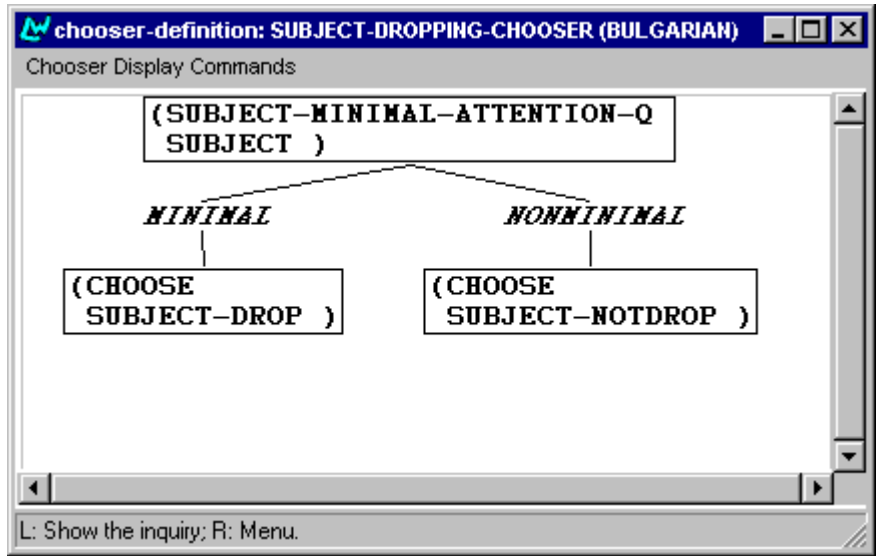 chooser-definition: SUBJECT-DROPPING-CHOOSER (BULGARIAN)
Chooser Display Commands
(SUBJECT-MINIMAL-ATTENTION-Q
SUBJECT )
MINIMAL NONMINIMAL
(CHOOSE
SUBJECT-DROP )
(CHOOSE
SUBJECT-NOTDROP )
L: Show the inquiry; R: Menu.